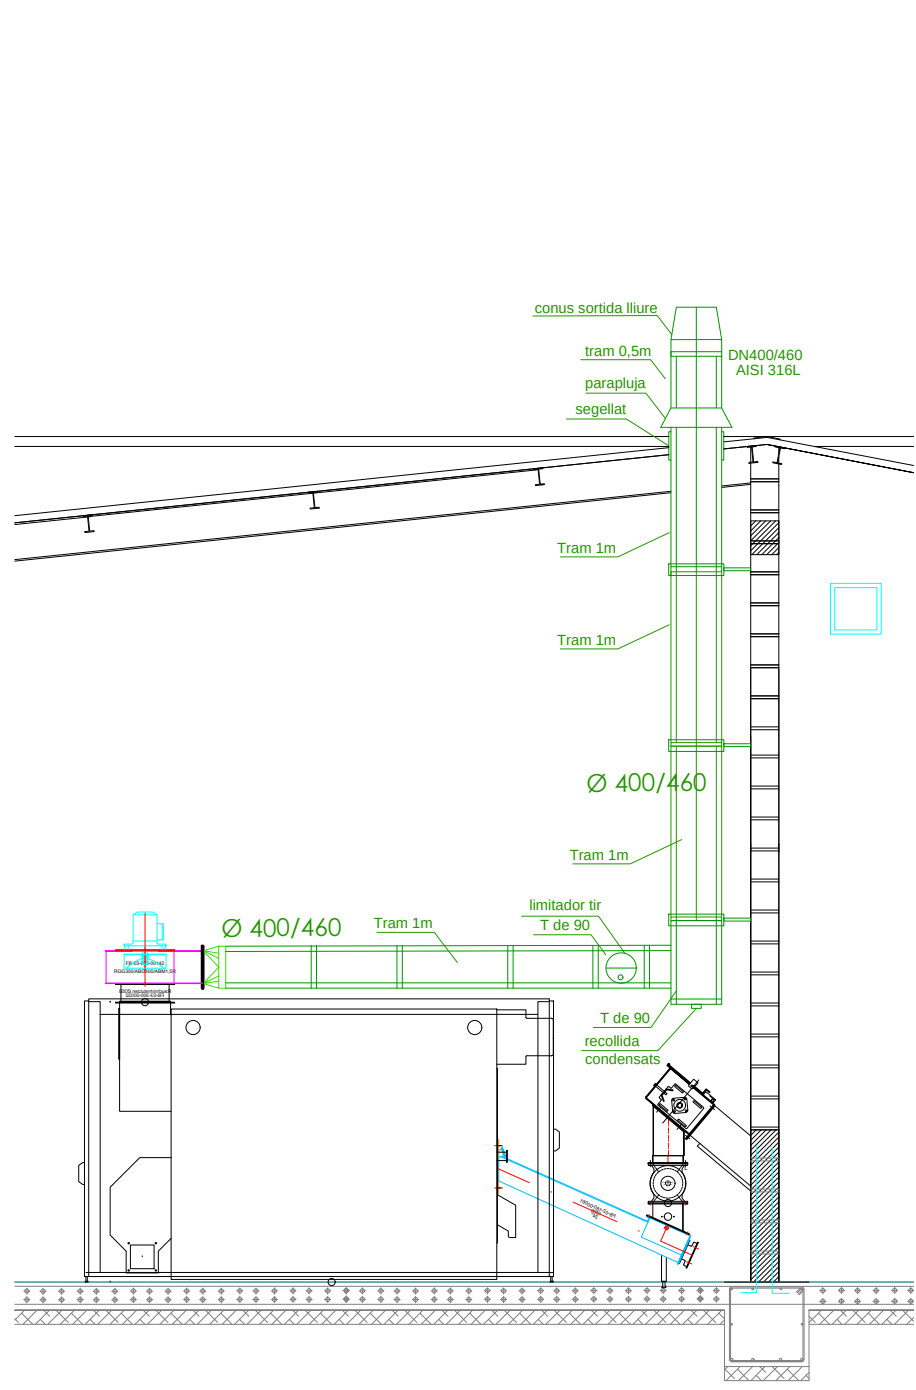 conus sortida lliure
tram 0,5m
DN400/460
AISI 316L
parapluja
segellat
Tram 1m
Tram 1m
Ø 400/460
Tram 1m
limitador tir
Ø 400/460
Tram 1m
T de 90
T de 90
recollida
condensats